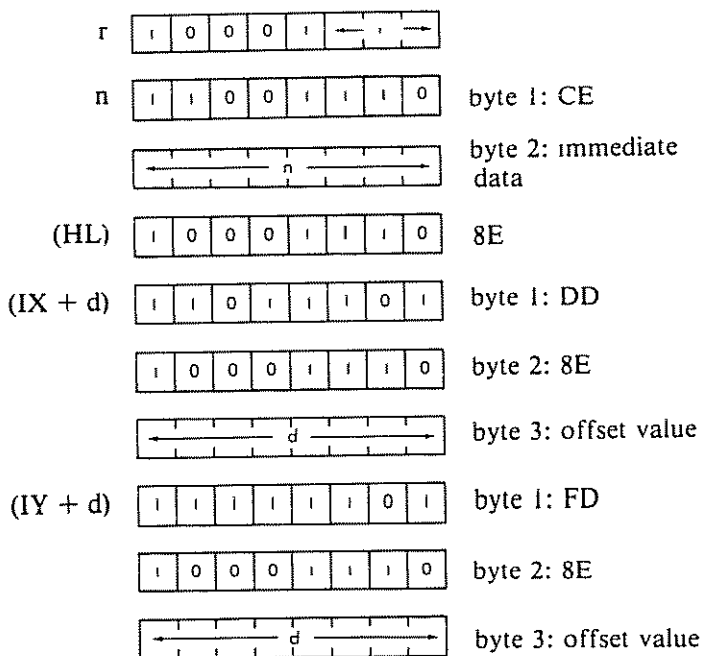 r 1 0 0 0 1
n 1 1 0 0 1 1 1 0 byte 1: CE
n byte 2: immediate
data
(HL) 1 0 0 0 1 1 1 0 8E
(IX + d) 1 1 0 1 1 1 0 1 byte 1: DD
1 0 0 0 1 1 1 0 byte 2: 8E
d byte 3: offset value
(IY + d) 1 1 1 1 1 1 0 1 byte 1: FD
1 0 0 0 1 1 1 0 byte 2: 8E
d byte 3: offset value